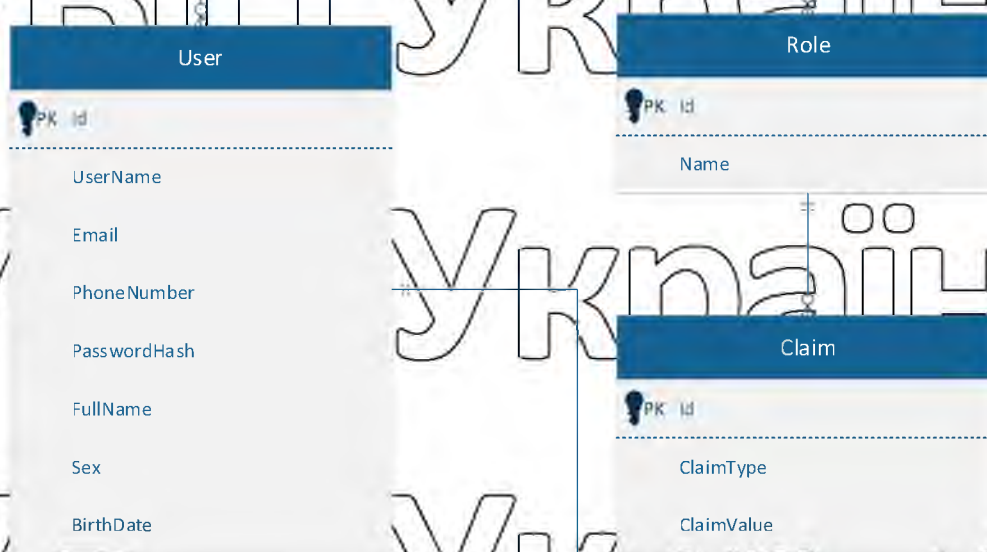 User
PK Id
UserName
Email
PhoneNumber
PasswordHash
FullName
Sex
BirthDate
Role
PK Id
Name
Claim
PK Id
ClaimType
ClaimValue
Україн